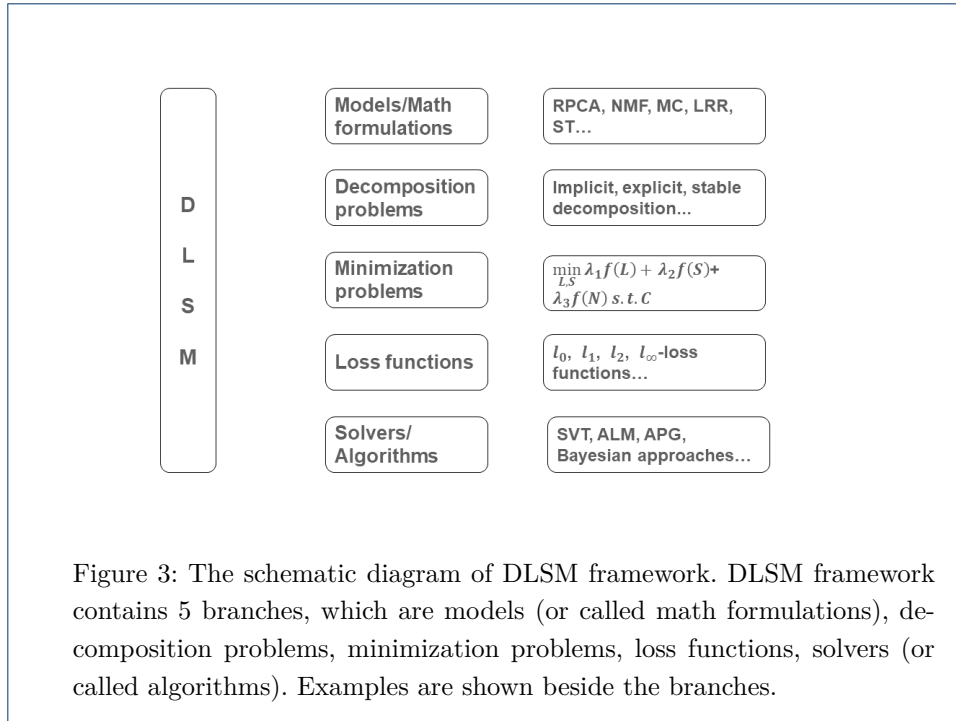 D
L
S
M
Models/Math
formulations
RPCA, NMF, MC, LRR,
ST…
Decomposition
problems
Implicit, explicit, stable
decomposition...
Minimization
problems
min λ₁f(L) + λ₂f(S)+
L,S
λ₃f(N) s.t.C
Loss functions
l₀, l₁, l₂, l∞-loss
functions…
Solvers/
Algorithms
SVT, ALM, APG,
Bayesian approaches…
Figure 3: The schematic diagram of DLSM framework. DLSM framework
contains 5 branches, which are models (or called math formulations), de-
composition problems, minimization problems, loss functions, solvers (or
called algorithms). Examples are shown beside the branches.